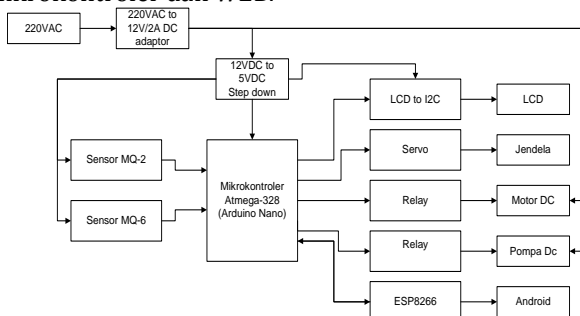 220VAC
220VAC to
12V/2A DC
adaptor
12VDC to
5VDC
Step down
LCD to I2C
LCD
Sensor MQ-2
Servo
Jendela
Mikrokontroler
Atmega-328
(Arduino Nano)
Sensor MQ-6
Relay
Motor DC
Relay
Pompa Dc
ESP8266
Android